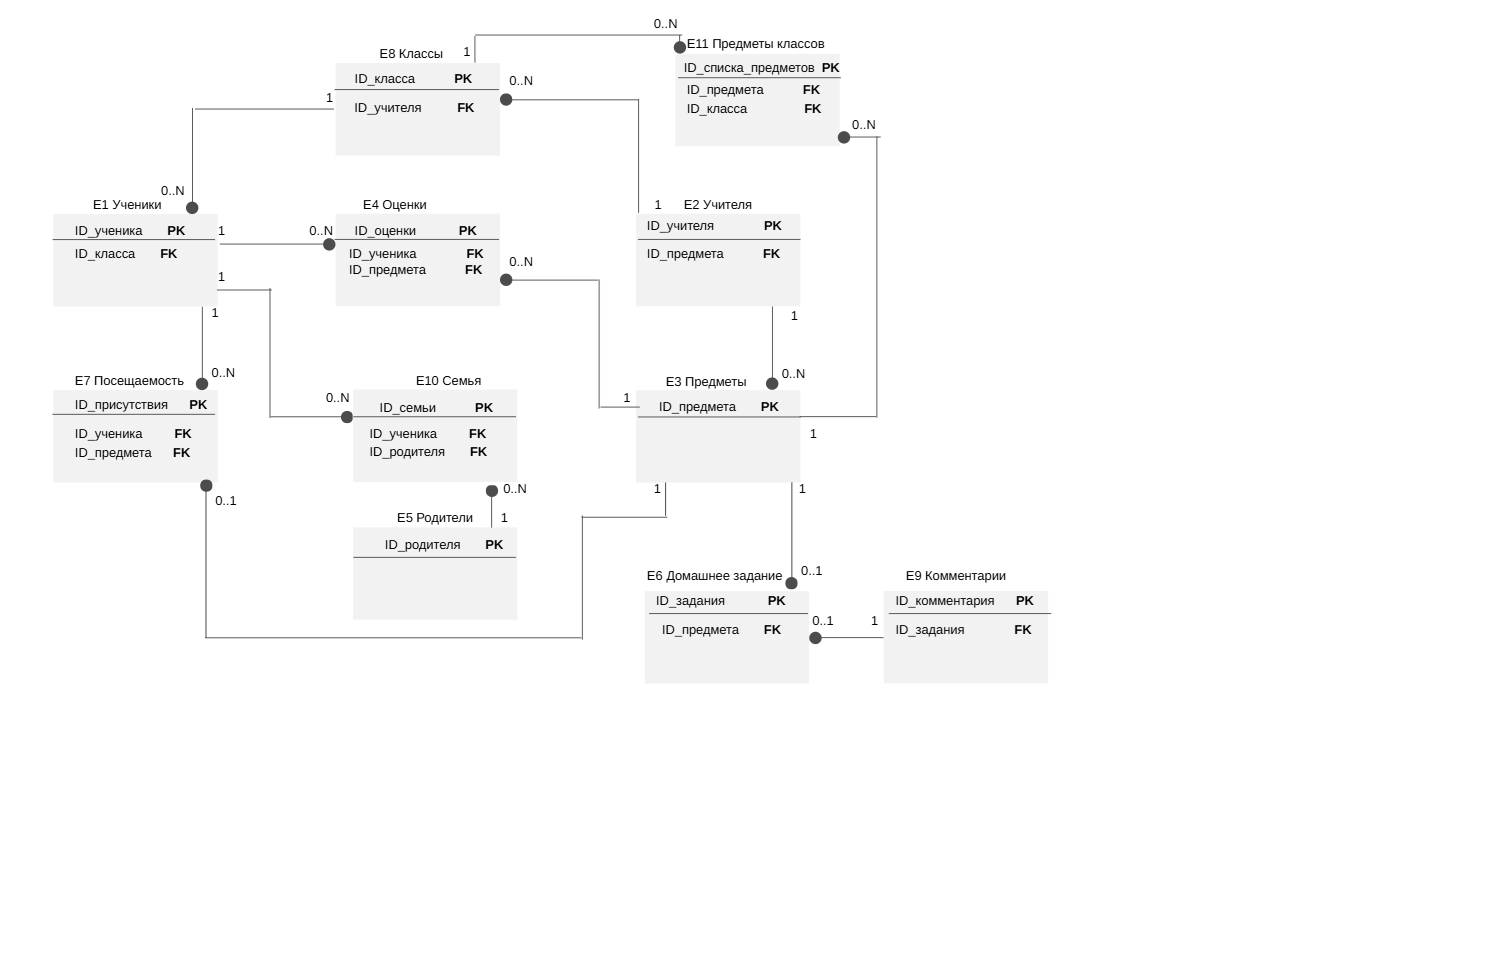 0..N
E8 Классы 1
E11 Предметы классов
ID_класса PK
ID_учителя FK
0..N
ID_списка_предметов PK
ID_предмета FK
ID_класса FK
0..N
1
0..N
E1 Ученики
ID_ученика PK
ID_класса FK
1
1
1
0..N
E4 Оценки
ID_оценки PK
ID_ученика FK
ID_предмета FK
0..N
1 E2 Учителя
ID_учителя PK
ID_предмета FK
1
0..N
E7 Посещаемость
ID_присутствия PK
ID_ученика FK
ID_предмета FK
0..1
0..N
E10 Семья
ID_семьи PK
ID_ученика FK
ID_родителя FK
0..N
1
E5 Родители
ID_родителя PK
0..N
E3 Предметы
1
ID_предмета PK
1
1
1
0..1
E6 Домашнее задание
ID_задания PK
ID_предмета FK
0..1
1
E9 Комментарии
ID_комментария PK
ID_задания FK